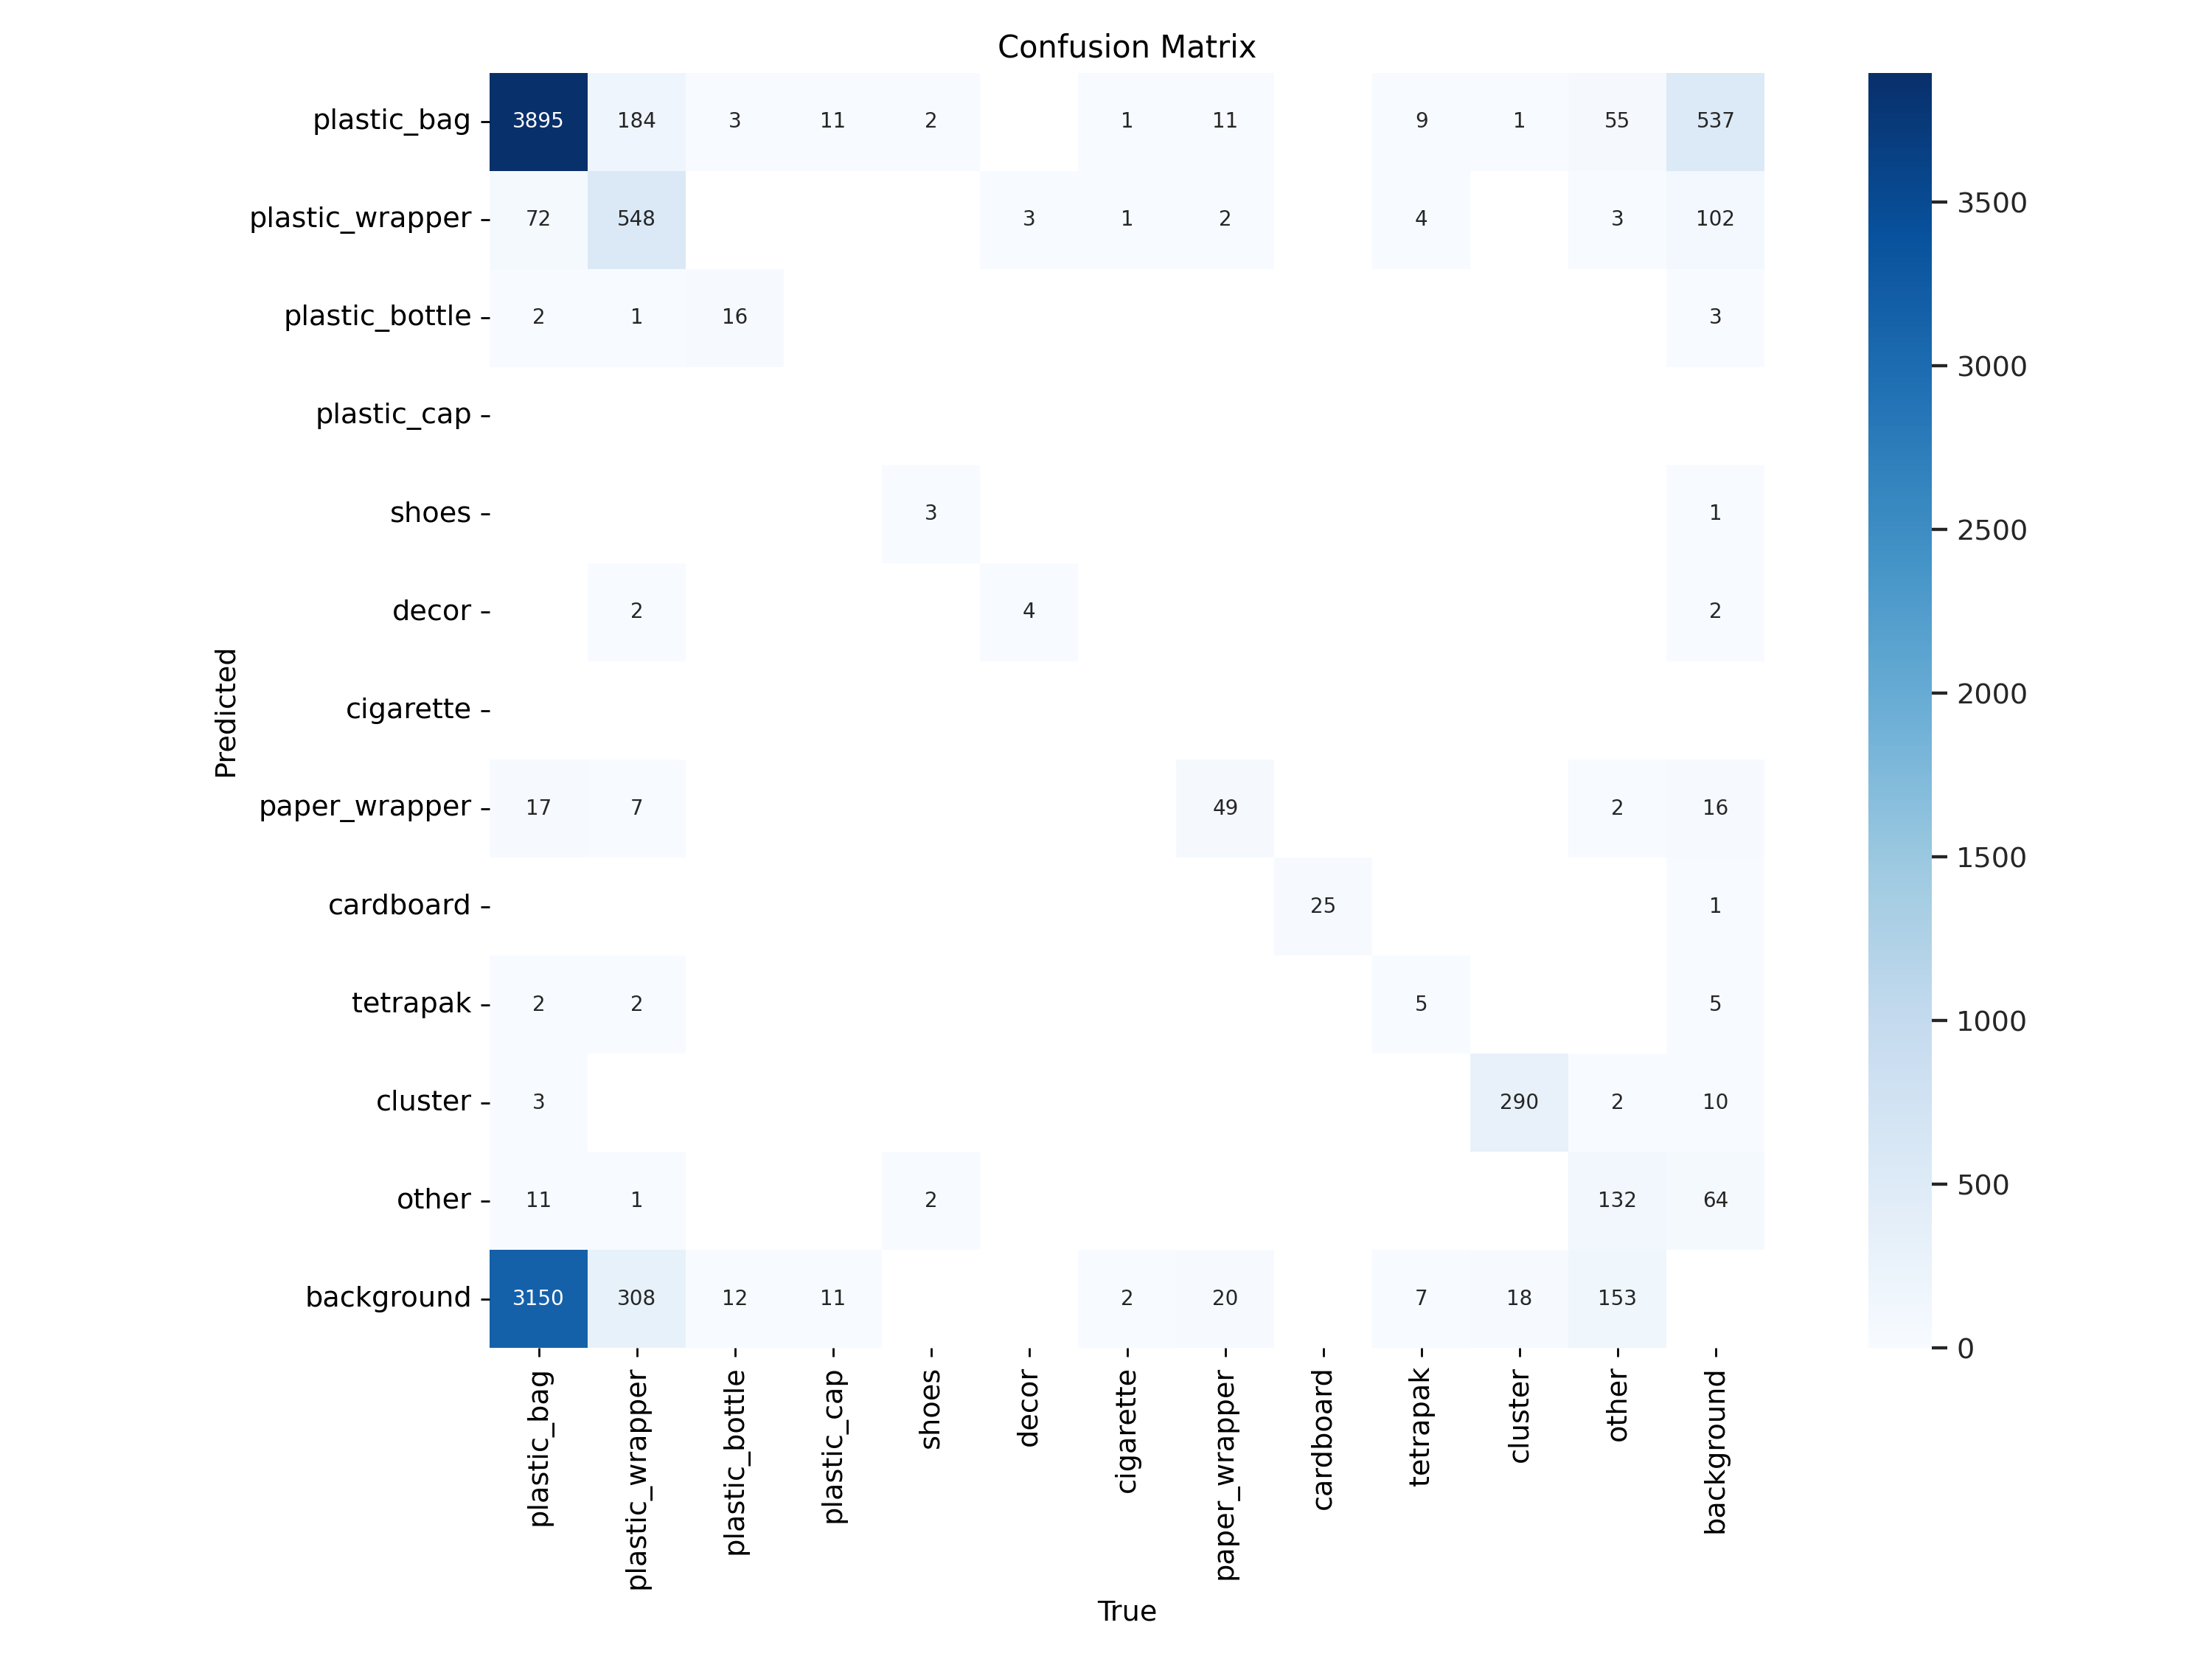 Confusion Matrix
Predicted
plastic_bag 3895 184 3 11 2 1 11 9 1 55 537
plastic_wrapper 72 548 3 1 2 4 3 102
plastic_bottle 2 1 16 3
plastic_cap
shoes 3 1
decor 2 4 2
cigarette
paper_wrapper 17 7 49 2 16
cardboard 25 1
tetrapak 2 2 5 5
cluster 3 290 2 10
other 11 1 2 132 64
background 3150 308 12 11 2 20 7 18 153
plastic_bag
plastic_wrapper
plastic_bottle
plastic_cap
shoes
decor
cigarette
paper_wrapper
cardboard
tetrapak
cluster
other
background
True
3500
3000
2500
2000
1500
1000
500
0